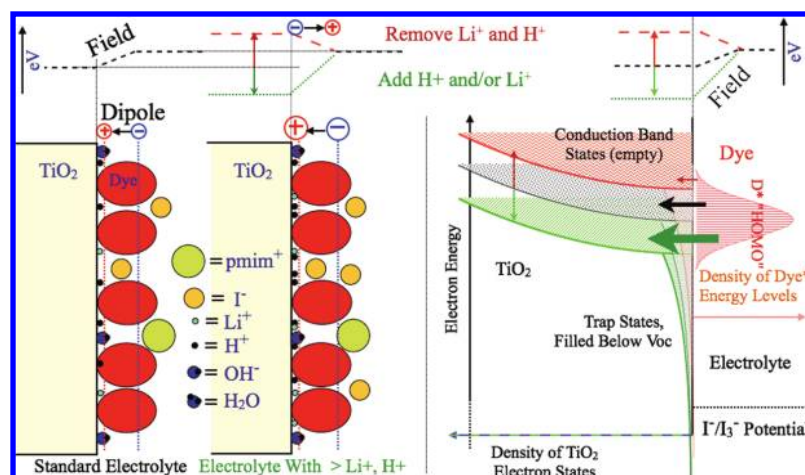 eV
Field
Remove Li⁺ and H⁺
Add H+ and/or Li⁺
Dipole
TiO₂
Dye
TiO₂
=pmim⁺
= I⁻
= Li⁺
= H⁺
= OH⁻
= H₂O
Standard Electrolyte
Electrolyte With > Li+, H+
eV
Field
Conduction Band
States (empty)
Dye
D* "HOMO"
Electron Energy
TiO₂
Density of Dye*
Energy Levels
Trap States,
Filled Below Voc
Electrolyte
I⁻/I₃⁻ Potential
Density of TiO₂
Electron States